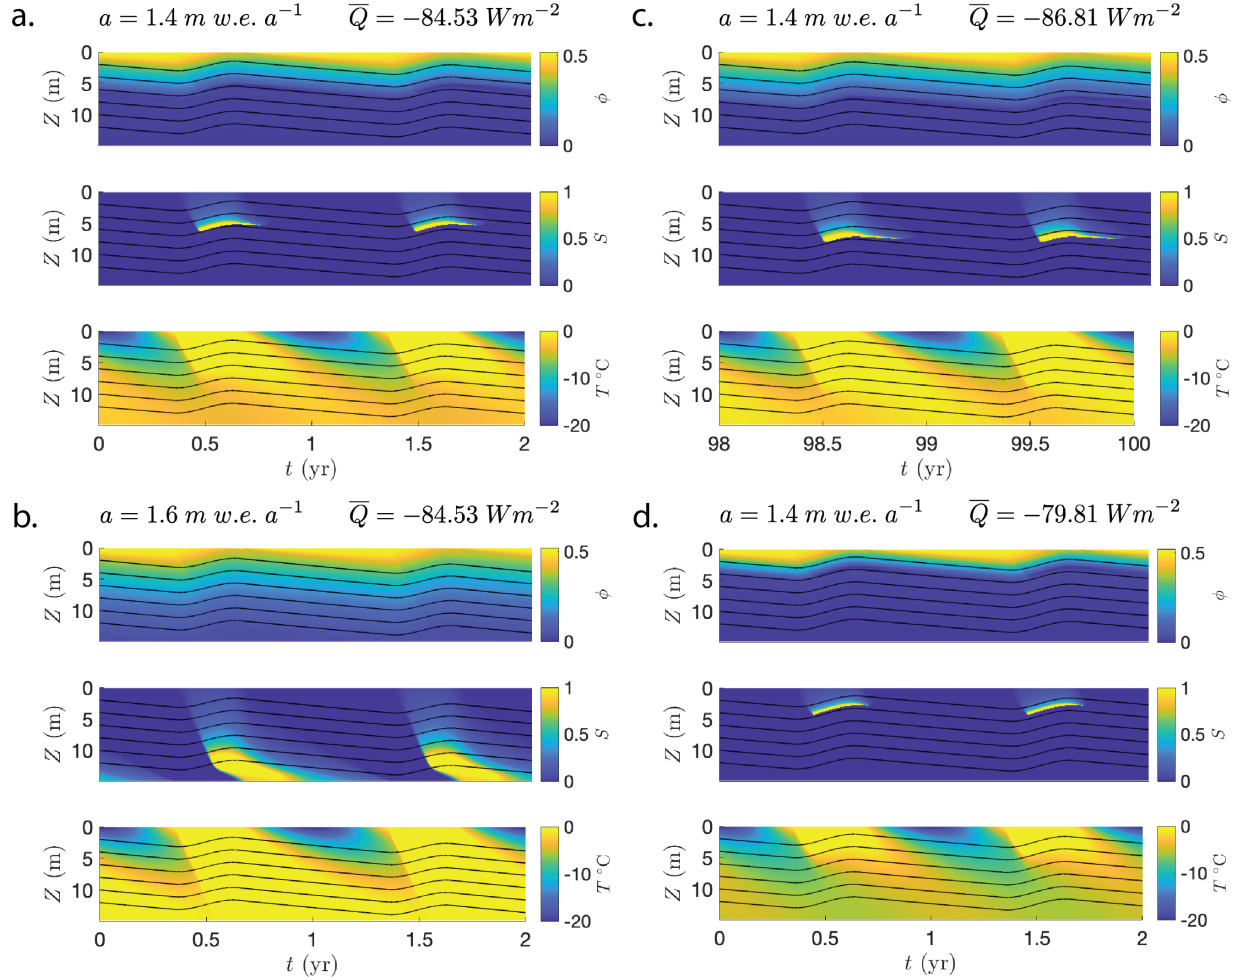 a. a = 1.4 m w.e. a⁻¹ Q̅ = −84.53 Wm⁻²
Z (m) 0 5 10 0.5 0 ϕ
Z (m) 0 5 10 1 0.5 0 S
Z (m) 0 5 10 0 -10 -20 T °C
0 0.5 1 1.5 2
t (yr)
c. a = 1.4 m w.e. a⁻¹ Q̅ = −86.81 Wm⁻²
Z (m) 0 5 10 0.5 0 ϕ
Z (m) 0 5 10 1 0.5 0 S
Z (m) 0 5 10 0 -10 -20 T °C
98 98.5 99 99.5 100
t (yr)
b. a = 1.6 m w.e. a⁻¹ Q̅ = −84.53 Wm⁻²
Z (m) 0 5 10 0.5 0 ϕ
Z (m) 0 5 10 1 0.5 0 S
Z (m) 0 5 10 0 -10 -20 T °C
0 0.5 1 1.5 2
t (yr)
d. a = 1.4 m w.e. a⁻¹ Q̅ = −79.81 Wm⁻²
Z (m) 0 5 10 0.5 0 ϕ
Z (m) 0 5 10 1 0.5 0 S
Z (m) 0 5 10 0 -10 -20 T °C
0 0.5 1 1.5 2
t (yr)